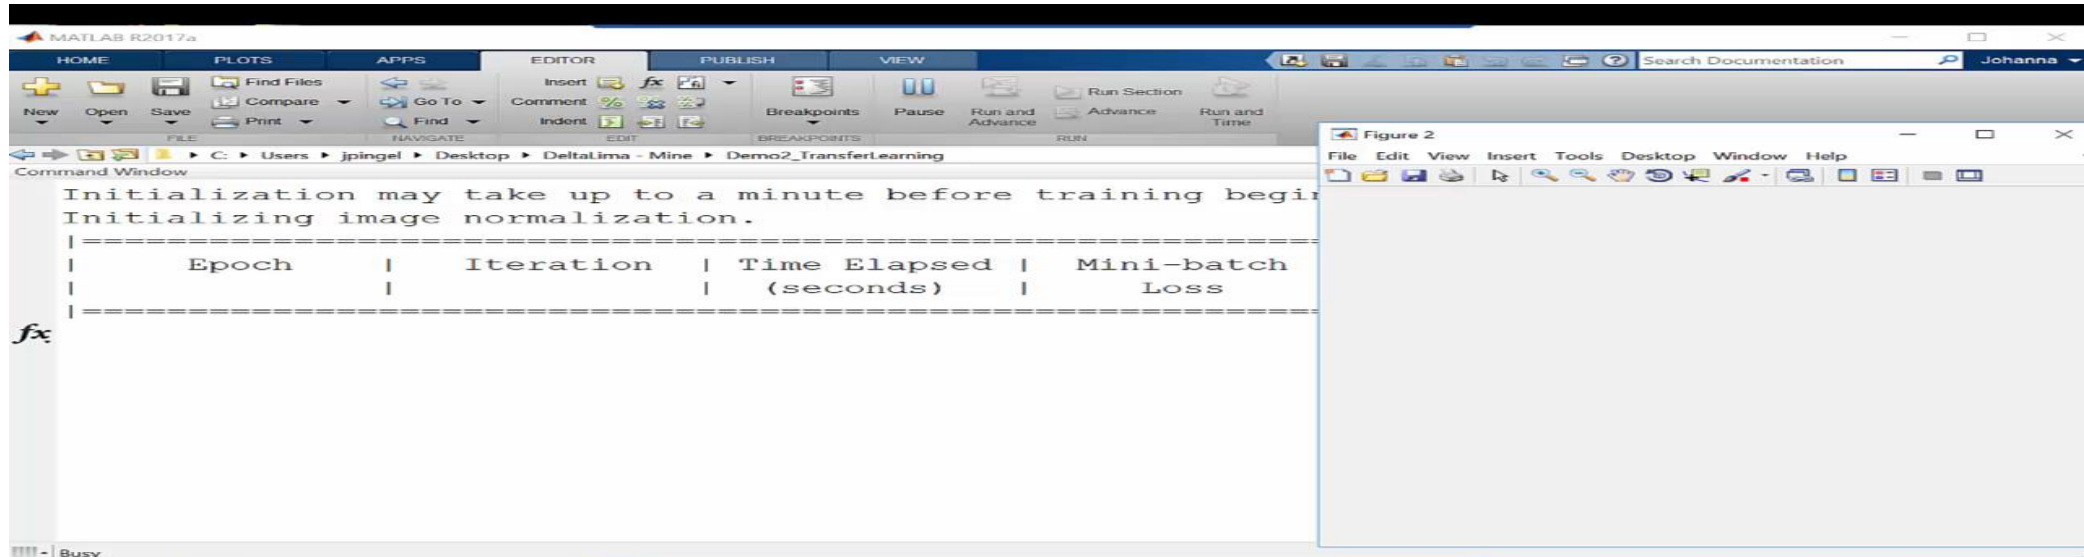 MATLAB R2017a
HOME PLOTS APPS EDITOR PUBLISH VIEW Search Documentation Johanna
New Open Save Find Files Compare Print Go To Find Insert Comment Indent fx Breakpoints Pause Run and Advance Run Section Advance Run and Time
FILE NAVIGATE EDIT BREAKPOINTS RUN
C: Users jpingel Desktop DeltaLima - Mine Demo2_TransferLearning
Command Window
Initialization may take up to a minute before training begi
Initializing image normalization.
|======================================================================
| Epoch | Iteration | Time Elapsed | Mini-batch
| | | (seconds) | Loss
|======================================================================
fx
Busy
Figure 2
File Edit View Insert Tools Desktop Window Help